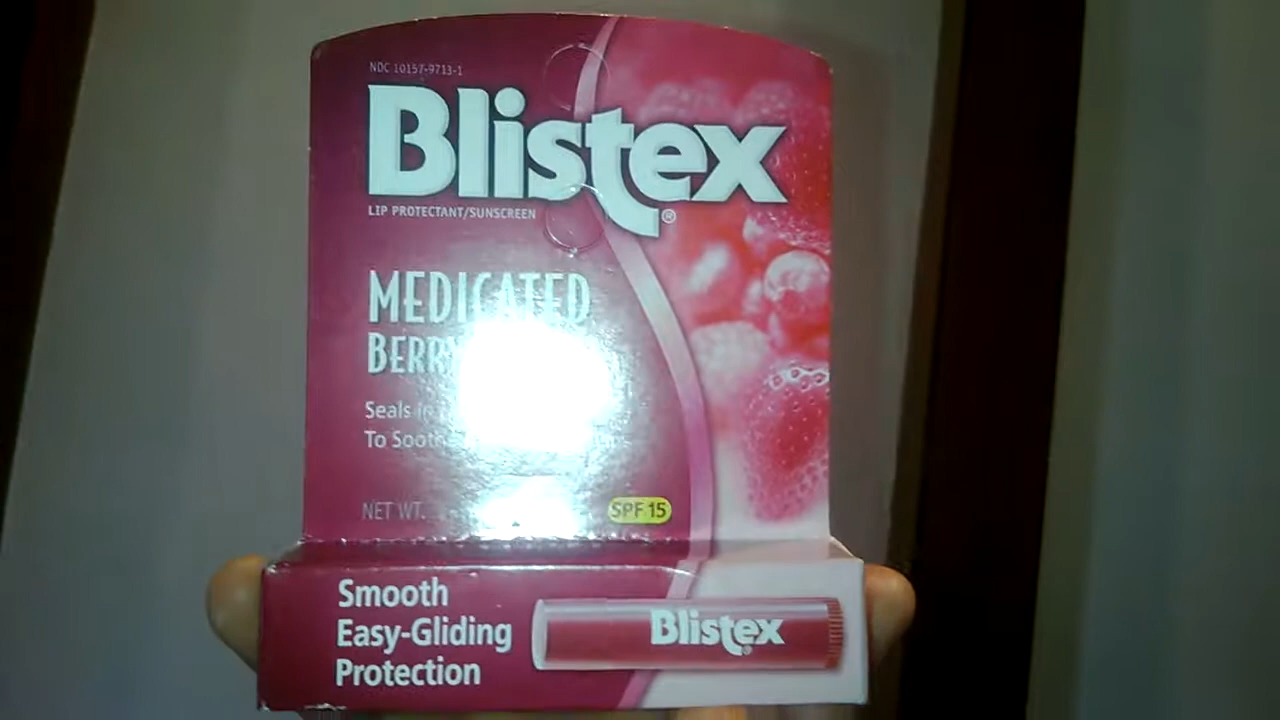 NDC 10157-9713-1
Blistex®
LIP PROTECTANT/SUNSCREEN
MEDICATED
BERRY
Seals in
To Soothe
NET WT.
SPF 15
Smooth
Easy-Gliding
Protection
Blistex®